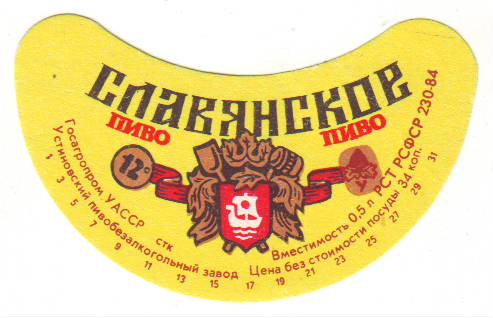 СЛАВЯНСКОЕ
ПИВО ПИВО
12°
Госагропром УАССР стк
Устиновский пивобезалкогольный завод
РСТ РСФСР 230-84
Вместимость 0,5 л
Цена без стоимости посуды 34 коп.
1 3 5 7 9 11 13 15 17 19 21 23 25 27 29 31